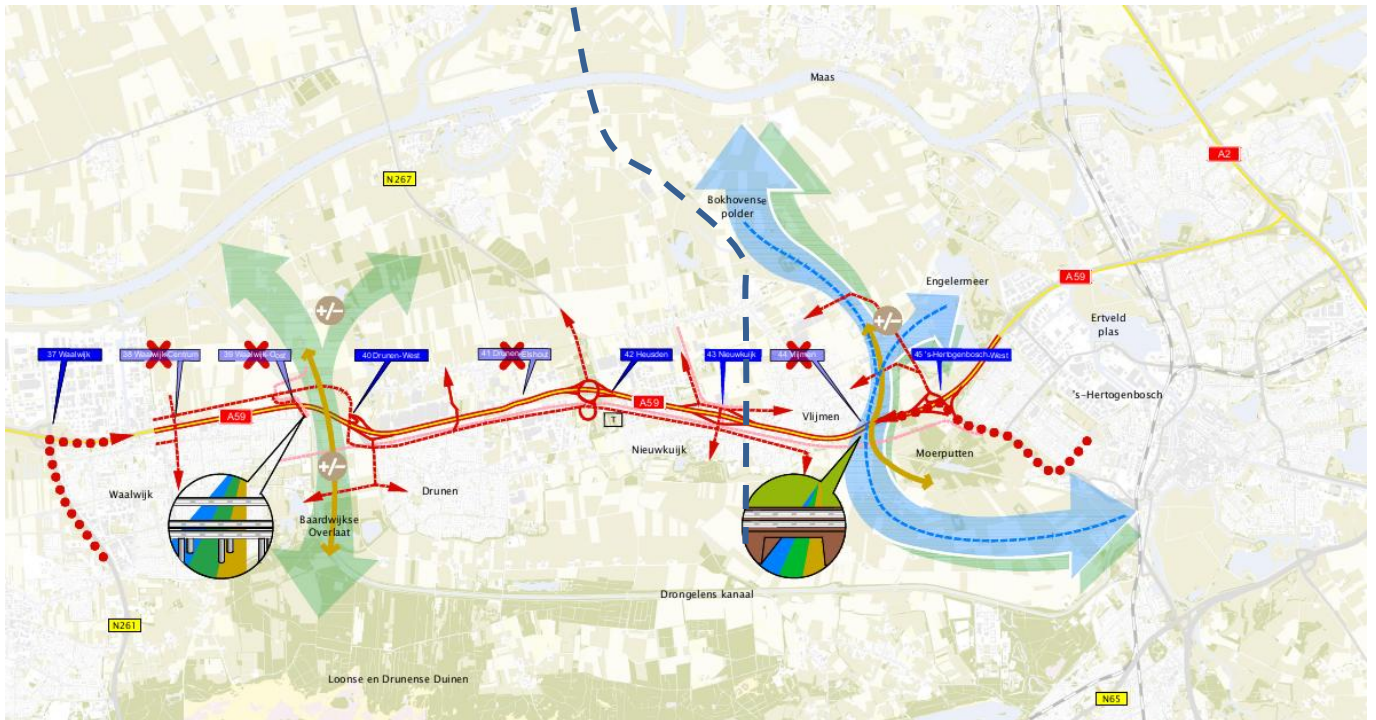 Maas
A2
N267
Bokhovense
polder
Engelermeer
A59
Ertveld
plas
+/-
+/-
37 Waalwijk
38 Waalwijk-Centrum
39 Waalwijk-Oost
40 Drunen-West
41 Drunen-Elshout
42 Heusden
43 Nieuwkuijk
44 Vlijmen
45 's-Hertogenbosch-West
's-Hertogenbosch
A59
A59
T
Vlijmen
Nieuwkuijk
Moerputten
+/-
Waalwijk
Drunen
Baardwijkse
Overlaat
Drongelens kanaal
N261
Loonse en Drunense Duinen
N65